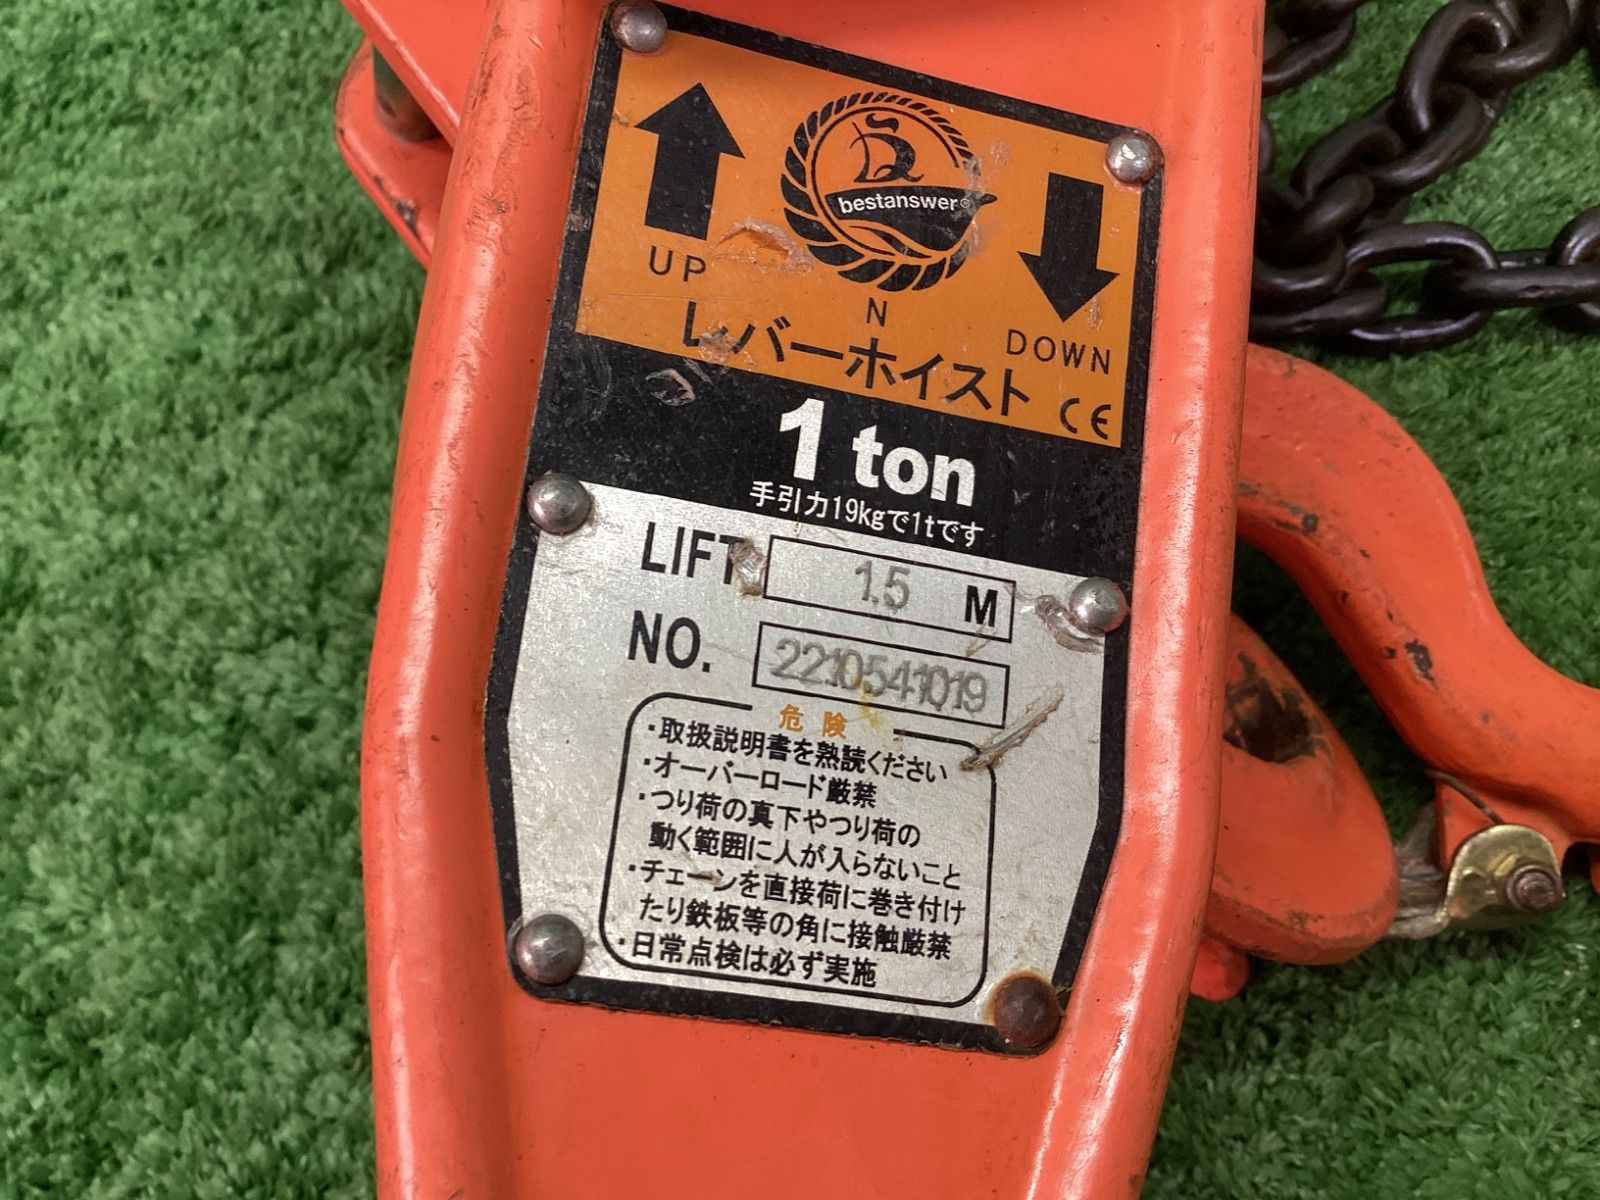 bestanswer®
UP
N
DOWN
レバーホイスト CE
1 ton
手引力19kgで1tです
LIFT 1.5 M
NO. 2210541019
危険
・取扱説明書を熟読ください
・オーバーロード厳禁
・つり荷の真下やつり荷の
動く範囲に人が入らないこと
・チェーンを直接荷に巻き付け
たり鉄板等の角に接触厳禁
・日常点検は必ず実施